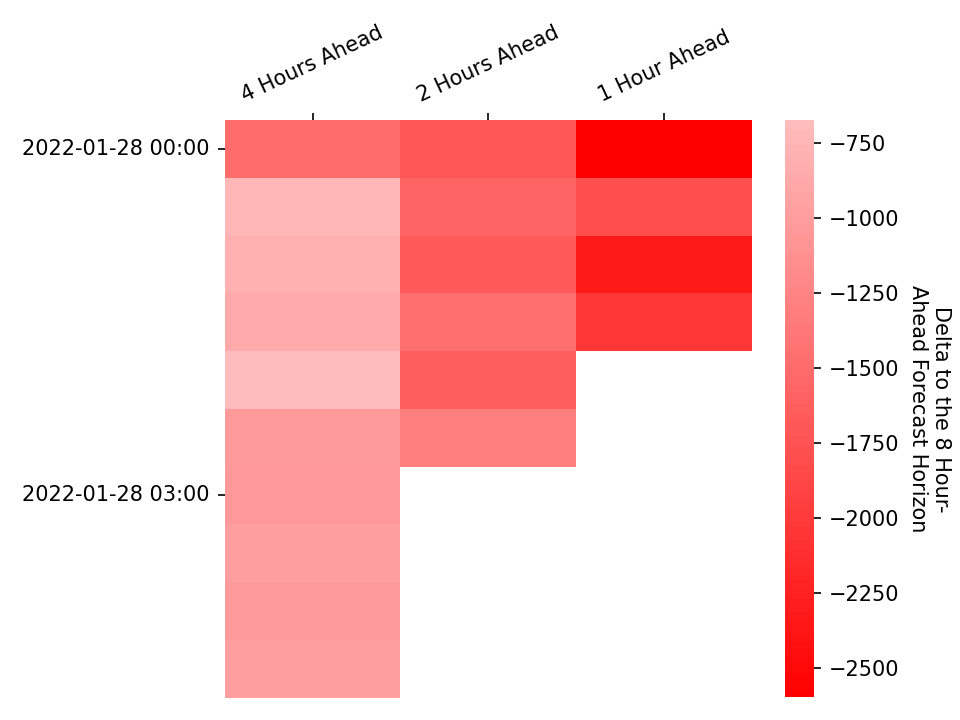 4 Hours Ahead
2 Hours Ahead
1 Hour Ahead
2022-01-28 00:00
2022-01-28 03:00
−750
−1000
−1250
−1500
−1750
−2000
−2250
−2500
Delta to the 8 Hour-
Ahead Forecast Horizon